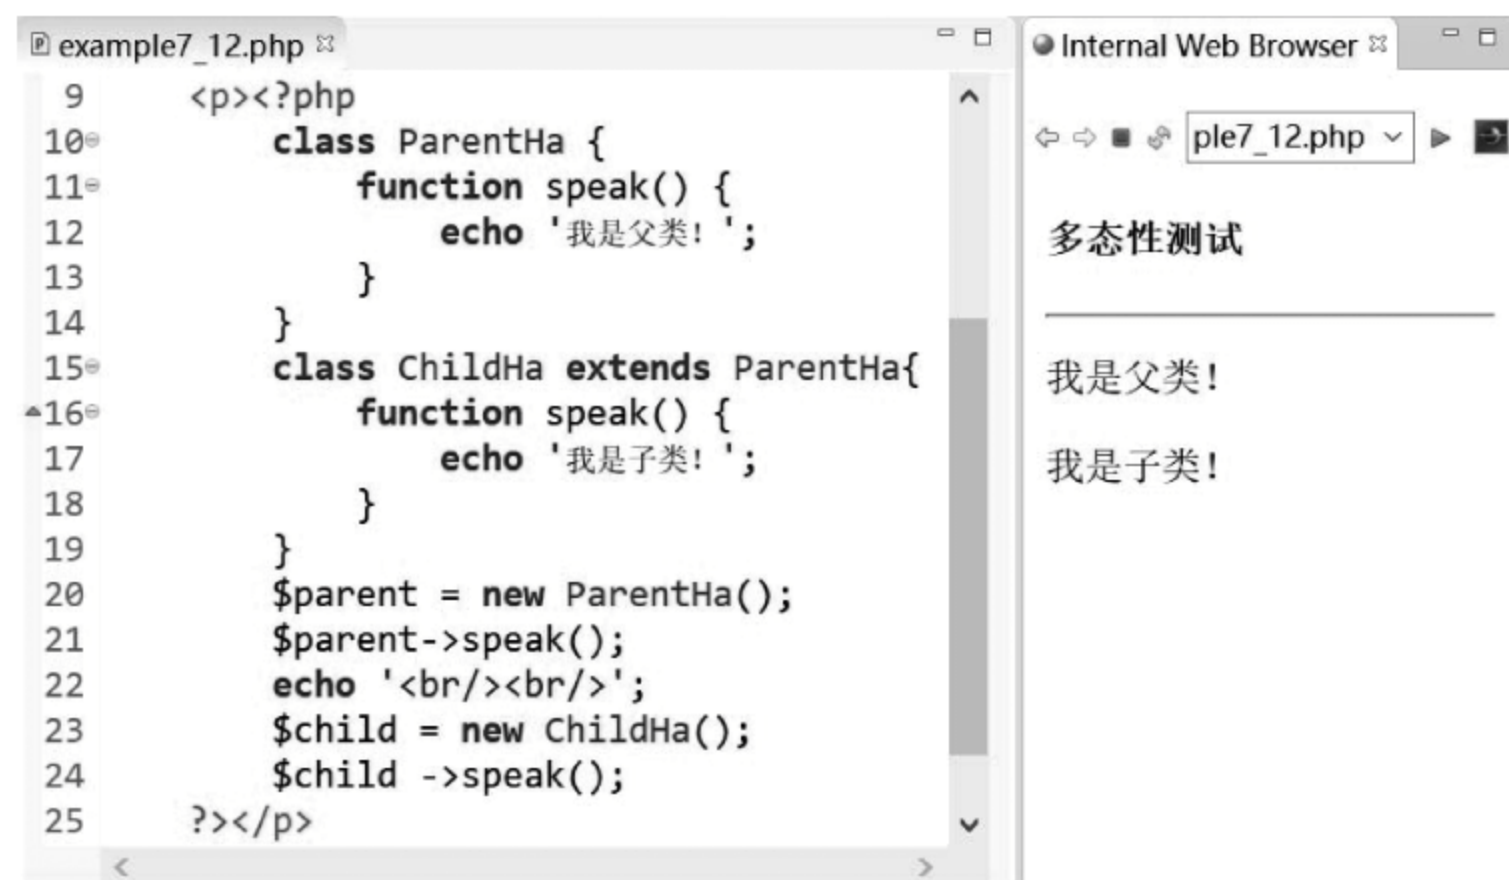 example7_12.php
9 <p><?php
10 class ParentHa {
11 function speak() {
12 echo '我是父类! ';
13 }
14 }
15 class ChildHa extends ParentHa{
16 function speak() {
17 echo '我是子类! ';
18 }
19 }
20 $parent = new ParentHa();
21 $parent->speak();
22 echo '<br/><br/>';
23 $child = new ChildHa();
24 $child ->speak();
25 ?></p>
Internal Web Browser
ple7_12.php
多态性测试
我是父类!
我是子类!